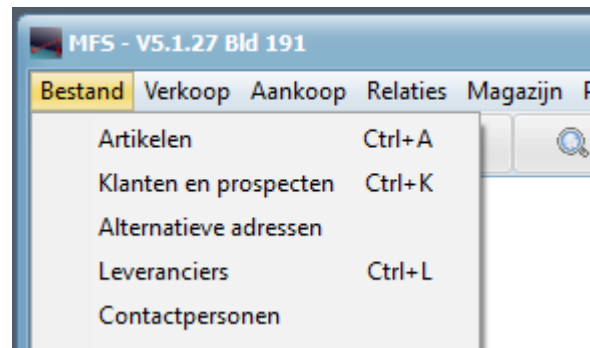 MFS - V5.1.27 Bld 191
Bestand Verkoop Aankoop Relaties Magazijn
Artikelen Ctrl+A
Klanten en prospecten Ctrl+K
Alternatieve adressen
Leveranciers Ctrl+L
Contactpersonen